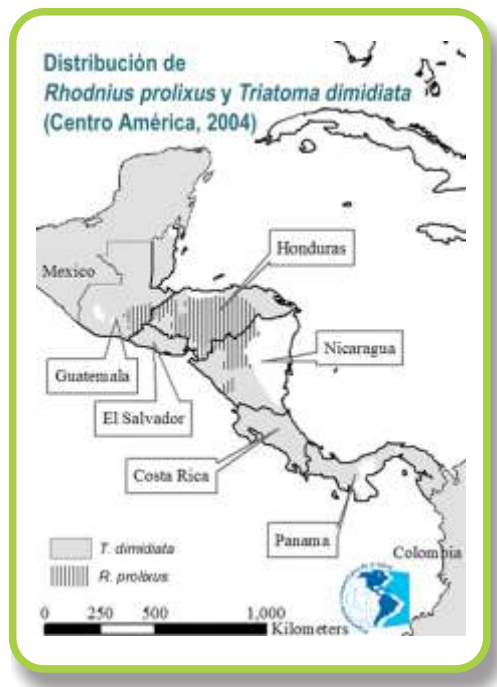 Distribución de
Rhodnius prolixus y Triatoma dimidiata
(Centro América, 2004)
Honduras
Mexico
Nicaragua
Guatemala
El Salvador
Costa Rica
Panama
Colombia
T. dimidiata
R. prolixus
0 250 500 1,000
Kilometers